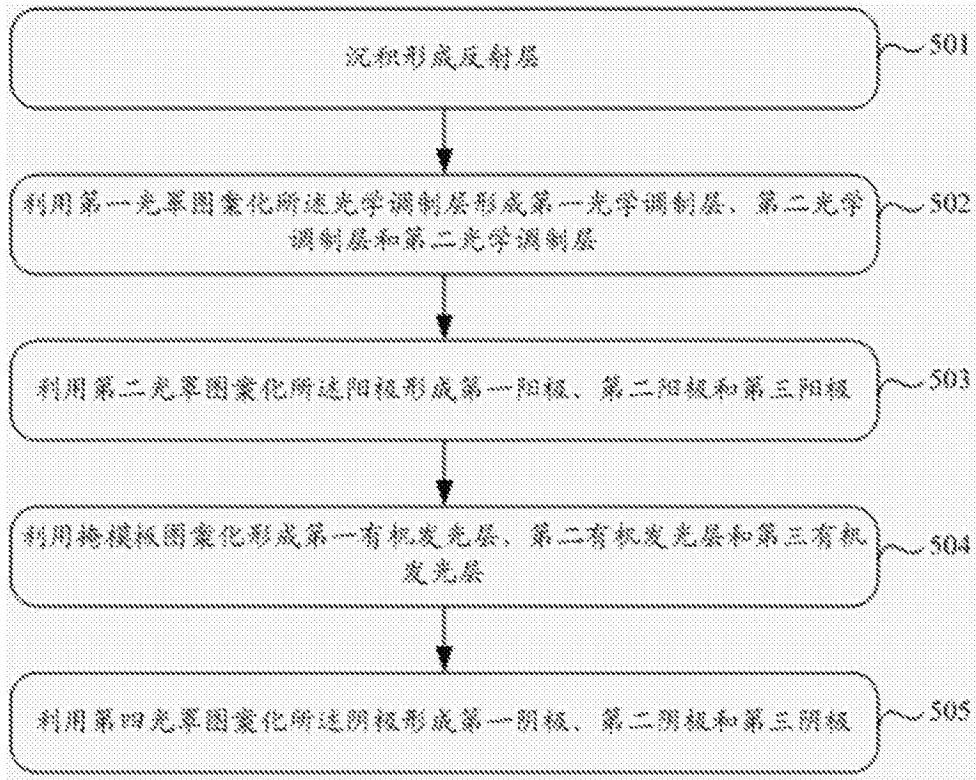 沉积形成反射层
501
利用第一光罩图案化所述光学调制层形成第一光学调制层、第二光学
调制层和第二光学调制层
502
利用第二光罩图案化所述阳极形成第一阳极、第二阳极和第三阳极
503
利用掩模板图案化形成第一有机发光层、第二有机发光层和第三有机
发光层
504
利用第四光罩图案化所述阴极形成第一阴极、第二阴极和第三阴极
505